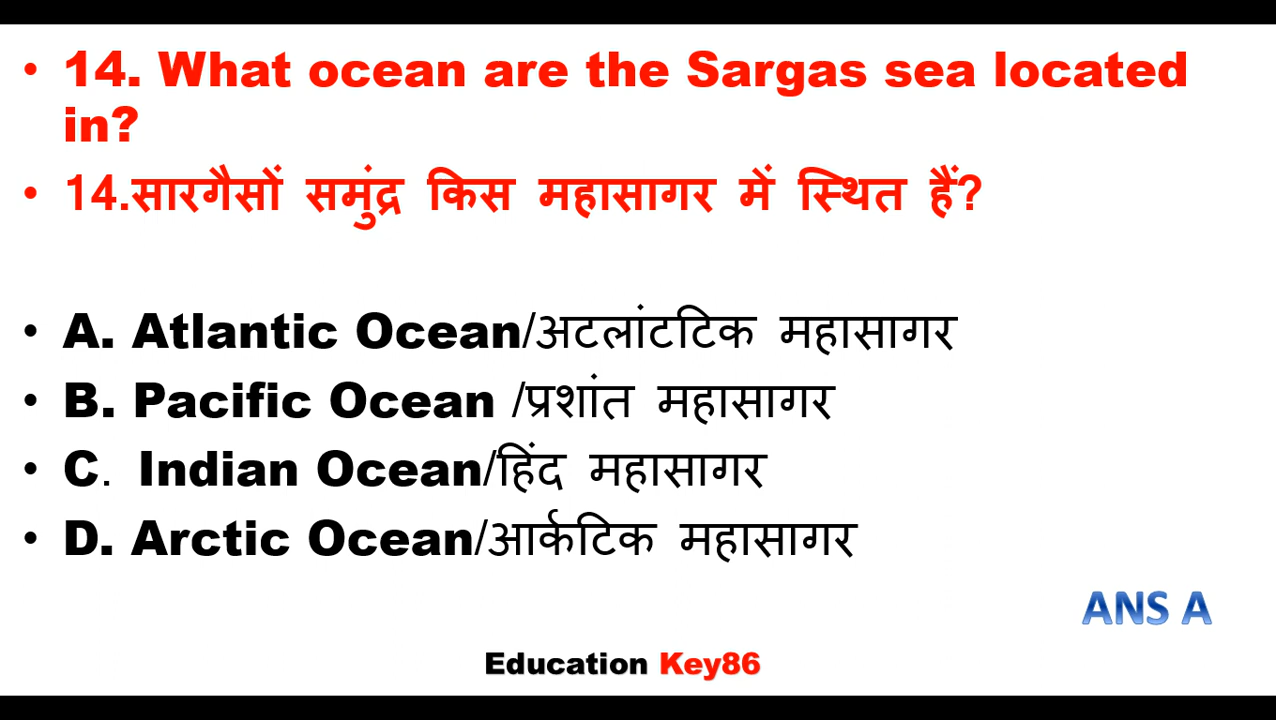 • 14. What ocean are the Sargas sea located
in?
• 14.सारगैसों समुंद्र किस महासागर में स्थित हैं?
• A. Atlantic Ocean/अटलांटटिक महासागर
• B. Pacific Ocean /प्रशांत महासागर
• C. Indian Ocean/हिंद महासागर
• D. Arctic Ocean/आर्कटिक महासागर
ANS A
Education Key86